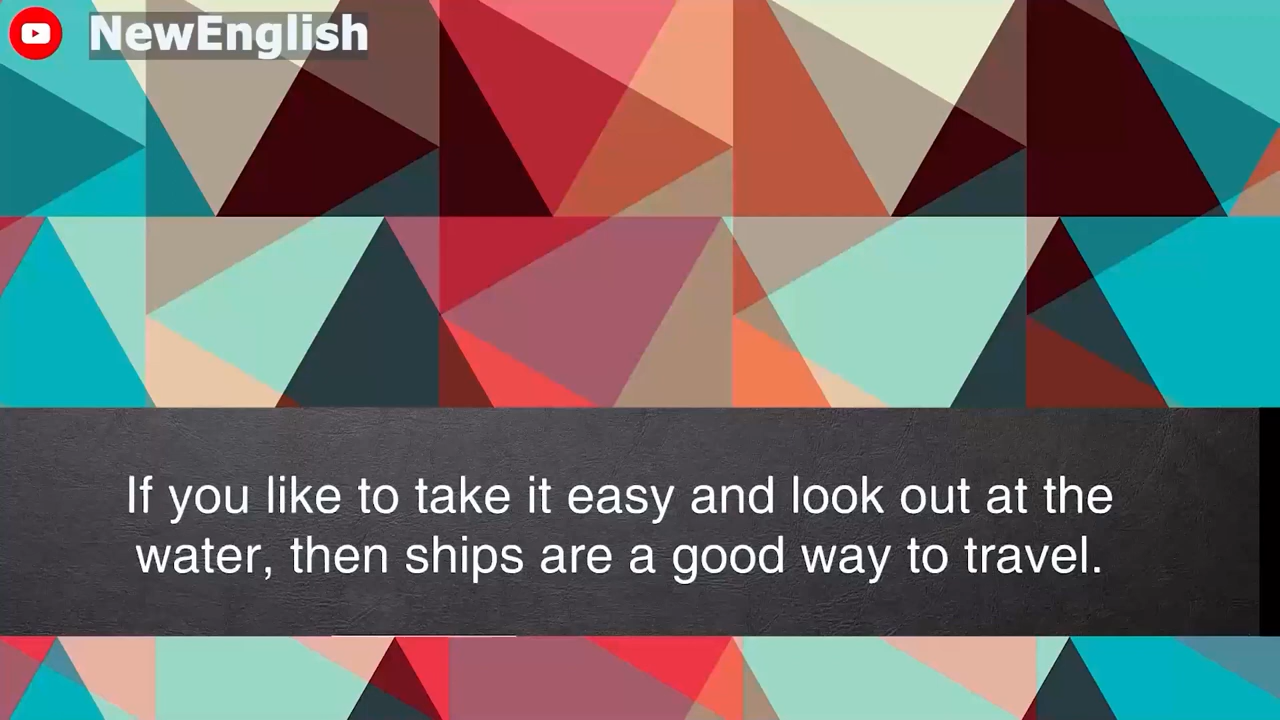 NewEnglish
If you like to take it easy and look out at the
water, then ships are a good way to travel.